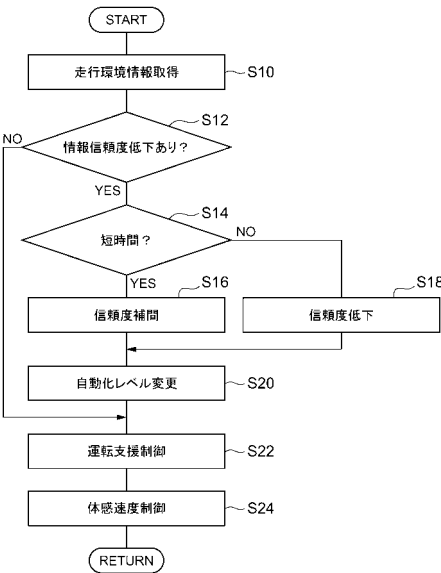 START
走行環境情報取得
S10
S12
情報信頼度低下あり?
NO
YES
S14
短時間?
NO
YES
S16
信頼度補間
S18
信頼度低下
自動化レベル変更
S20
運転支援制御
S22
体感速度制御
S24
RETURN